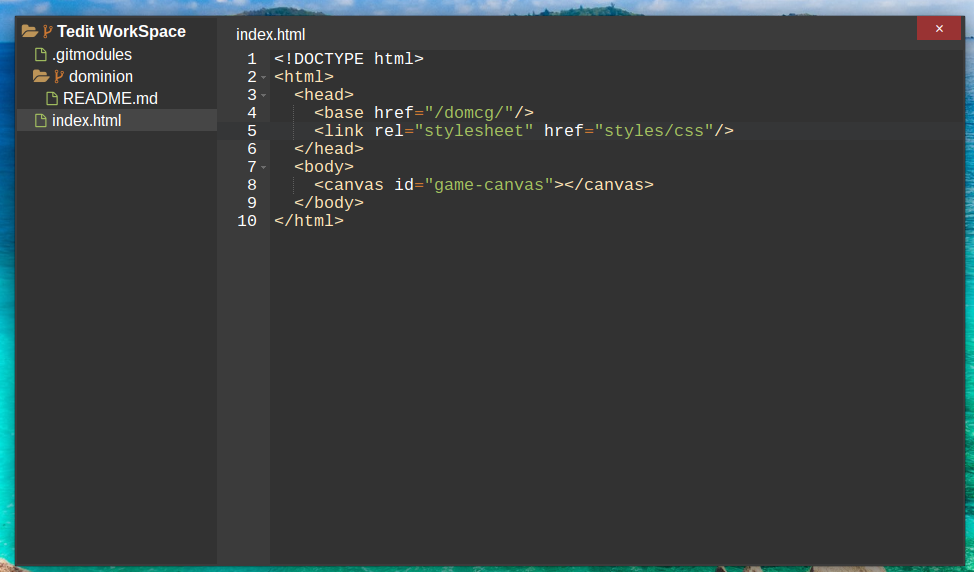 Tedit WorkSpace
.gitmodules
dominion
README.md
index.html
index.html
×
1 <!DOCTYPE html>
2 <html>
3   <head>
4     <base href="/domcg/"/>
5     <link rel="stylesheet" href="styles/css"/>
6   </head>
7   <body>
8     <canvas id="game-canvas"></canvas>
9   </body>
10 </html>